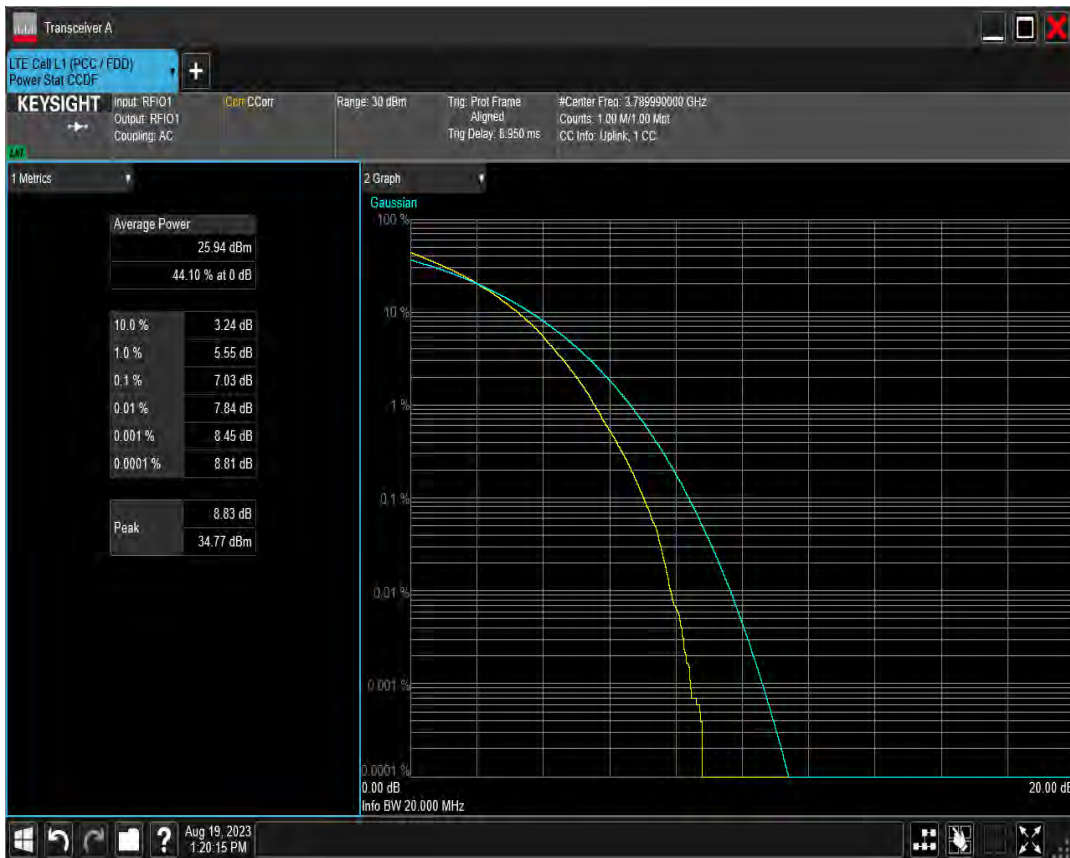 Transceiver A
LTE Cell L1 (PCC / FDD)
Power Stat CCDF
KEYSIGHT
Input: RFIO1
Output: RFIO1
Coupling: AC
Corr CCorr
Range: 30 dBm
Trig: Prot Frame
Aligned
Trig Delay: 8.950 ms
#Center Freq: 3.789990000 GHz
Counts: 1.00 M/1.00 Mpt
CC Info: Uplink, 1 CC
1 Metrics
Average Power
25.94 dBm
44.10 % at 0 dB
10.0 % 3.24 dB
1.0 % 5.55 dB
0.1 % 7.03 dB
0.01 % 7.84 dB
0.001 % 8.45 dB
0.0001 % 8.81 dB
Peak
8.83 dB
34.77 dBm
2 Graph
Gaussian
100 %
10 %
1 %
0.1 %
0.01 %
0.001 %
0.0001 %
0.00 dB 20.00 dB
Info BW 20.000 MHz
Aug 19, 2023
1:20:15 PM